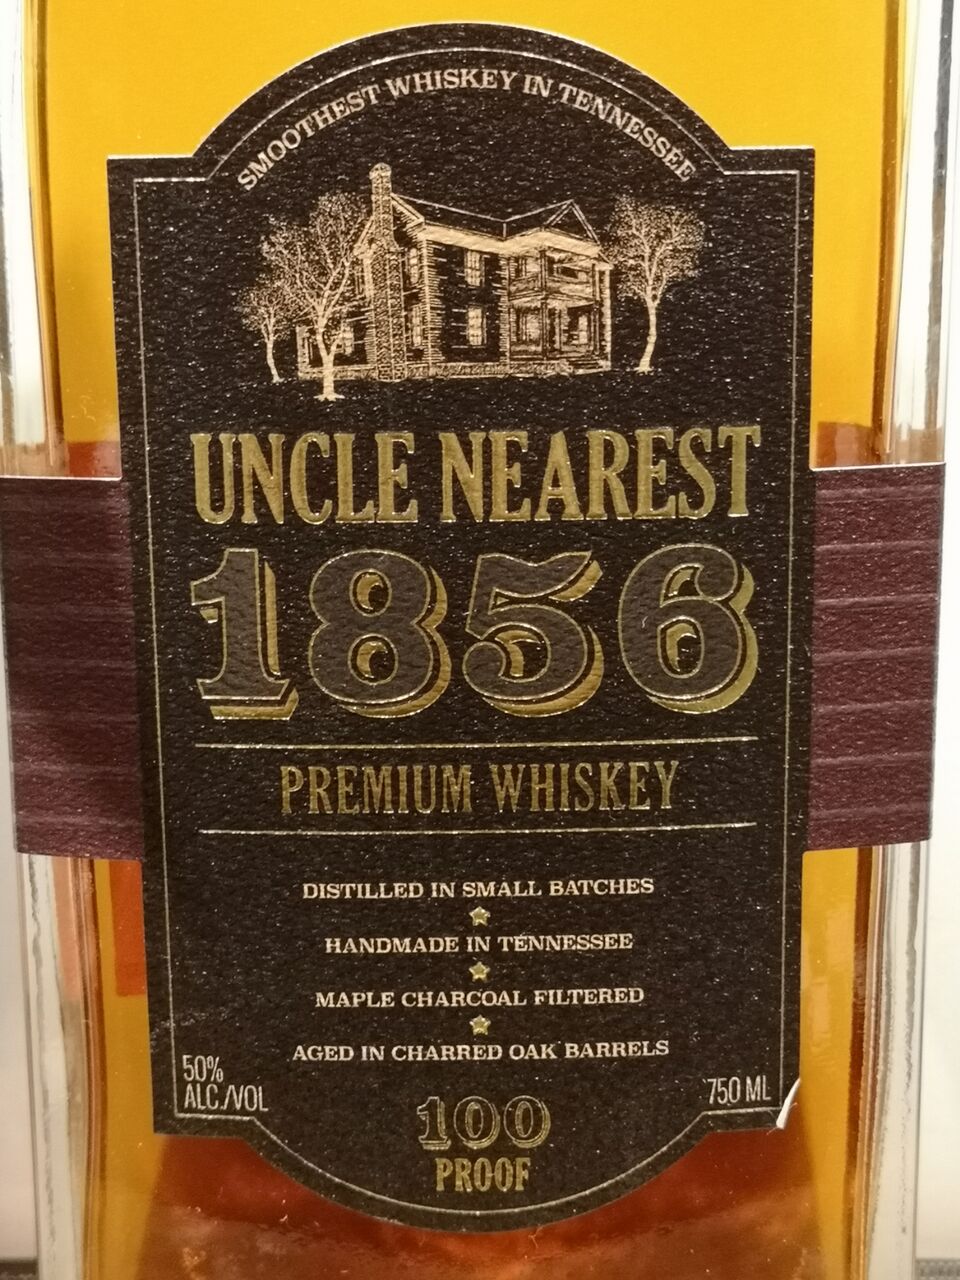 SMOOTHEST WHISKEY IN TENNESSEE
UNCLE NEAREST
1856
PREMIUM WHISKEY
DISTILLED IN SMALL BATCHES
HANDMADE IN TENNESSEE
MAPLE CHARCOAL FILTERED
AGED IN CHARRED OAK BARRELS
50%
ALC./VOL
750 ML
100
PROOF